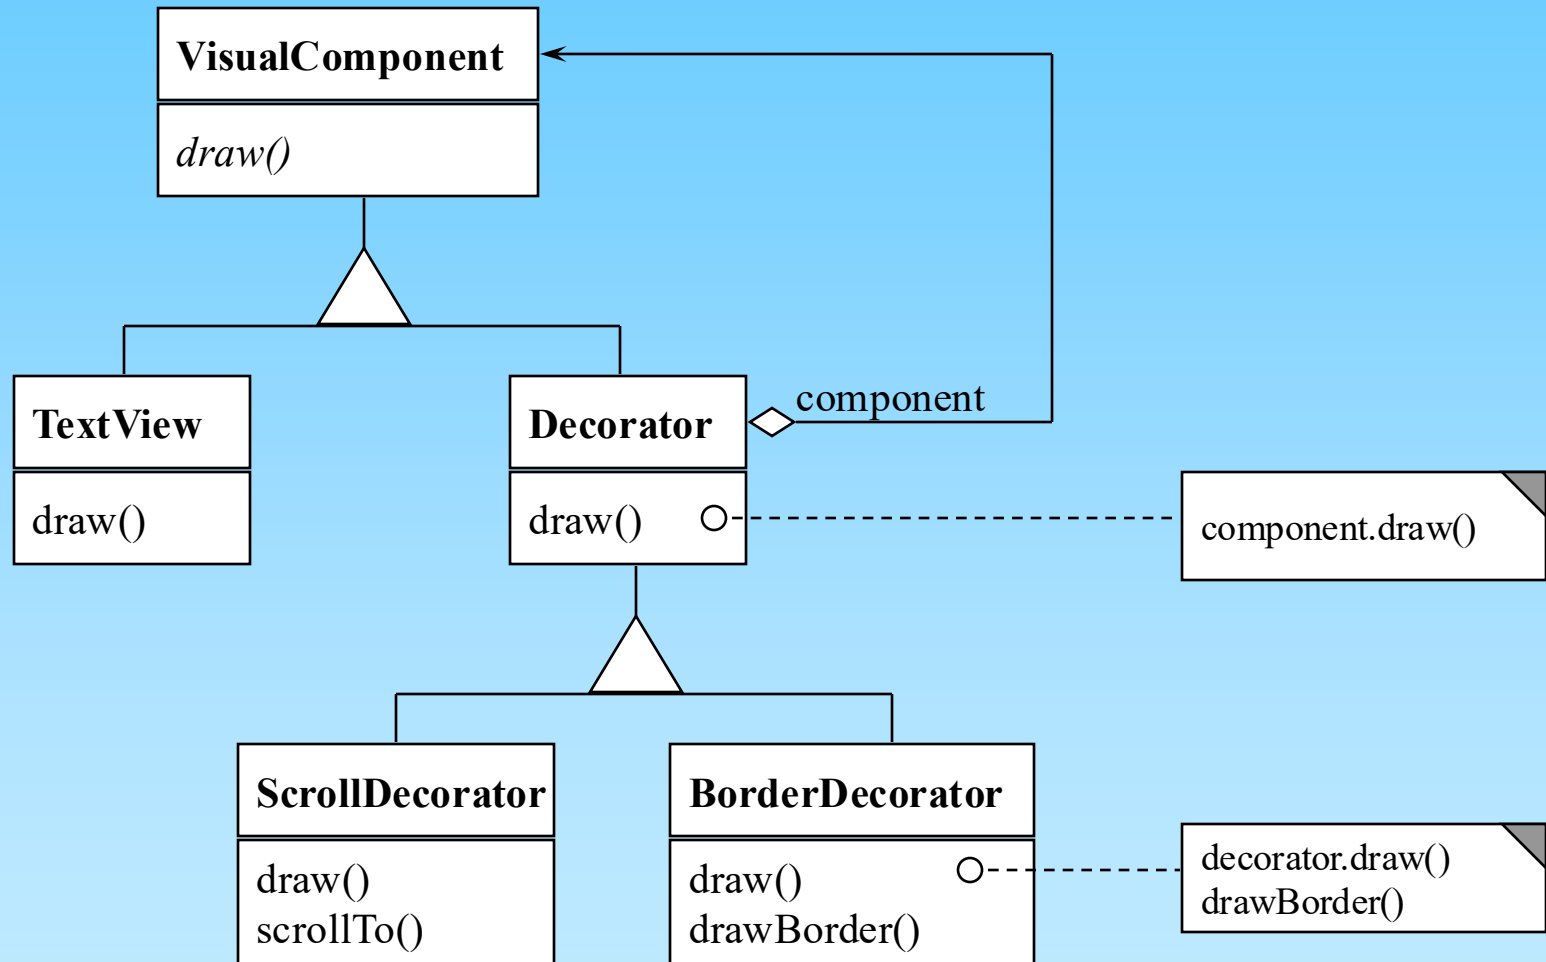 VisualComponent
draw()
TextView
draw()
Decorator
draw()
component
component.draw()
ScrollDecorator
draw()
scrollTo()
BorderDecorator
draw()
drawBorder()
decorator.draw()
drawBorder()